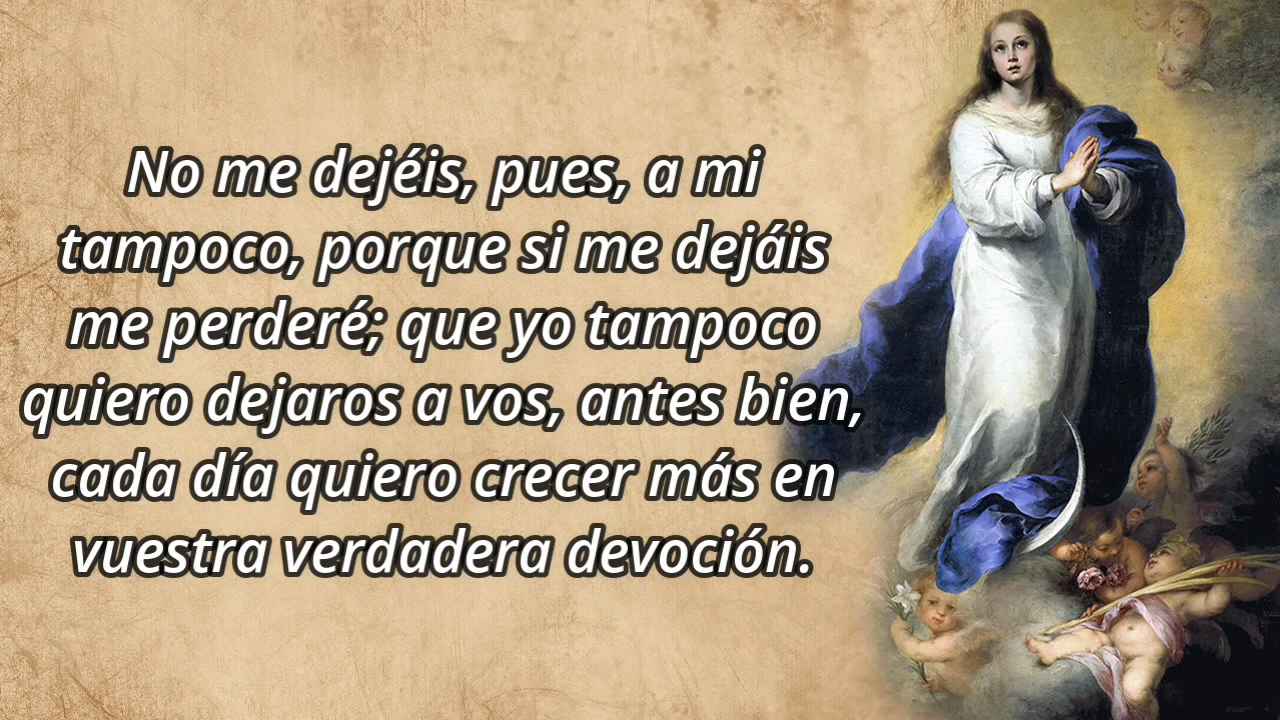 No me dejéis, pues, a mi
tampoco, porque si me dejáis
me perderé; que yo tampoco
quiero dejaros a vos, antes bien,
cada día quiero crecer más en
vuestra verdadera devoción.